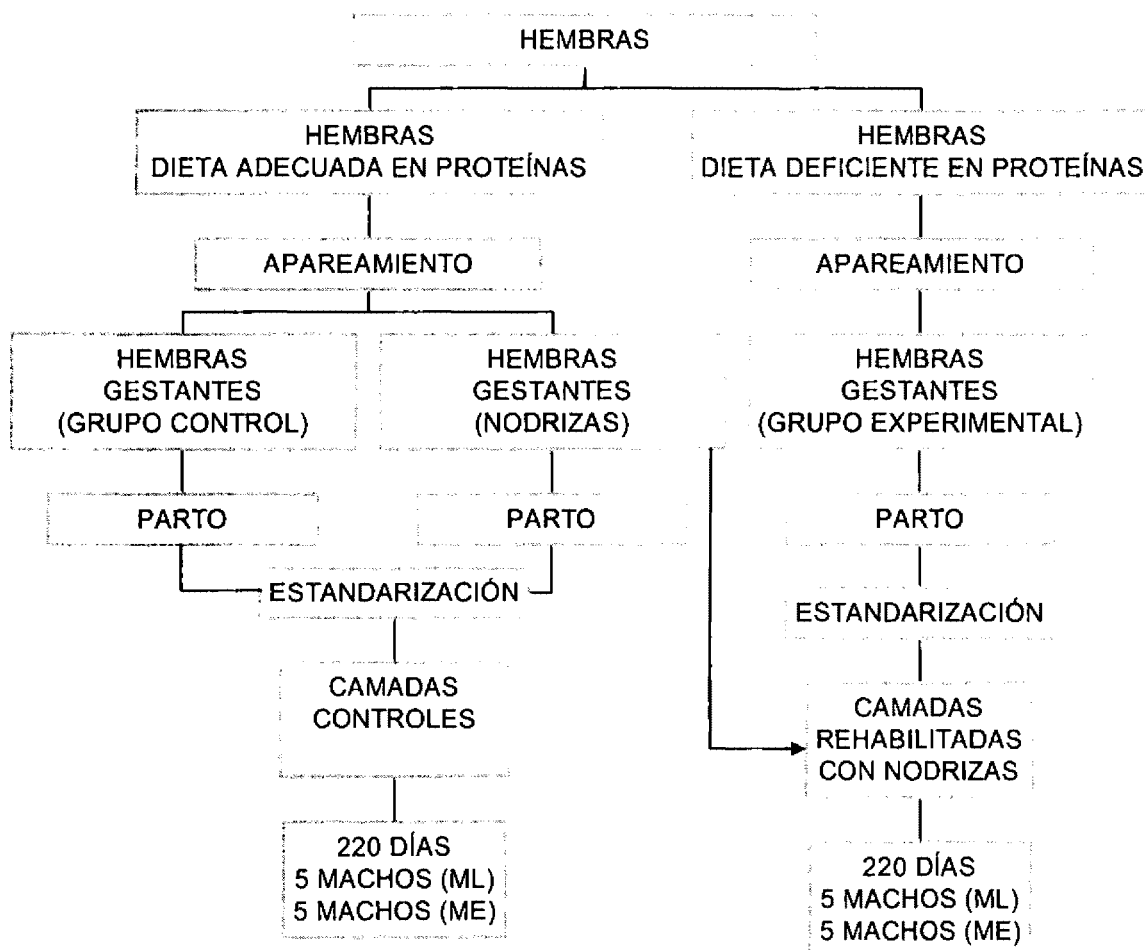 HEMBRAS
HEMBRAS
DIETA ADECUADA EN PROTEÍNAS
HEMBRAS
DIETA DEFICIENTE EN PROTEÍNAS
APAREAMIENTO
APAREAMIENTO
HEMBRAS
GESTANTES
(GRUPO CONTROL)
HEMBRAS
GESTANTES
(NODRIZAS)
HEMBRAS
GESTANTES
(GRUPO EXPERIMENTAL)
PARTO
PARTO
PARTO
ESTANDARIZACIÓN
ESTANDARIZACIÓN
CAMADAS
CONTROLES
CAMADAS
REHABILITADAS
CON NODRIZAS
220 DÍAS
5 MACHOS (ML)
5 MACHOS (ME)
220 DÍAS
5 MACHOS (ML)
5 MACHOS (ME)